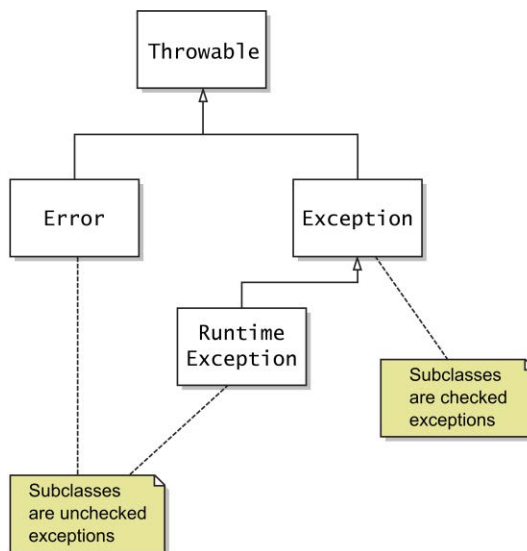 Throwable
Error
Exception
Runtime
Exception
Subclasses
are checked
exceptions
Subclasses
are unchecked
exceptions